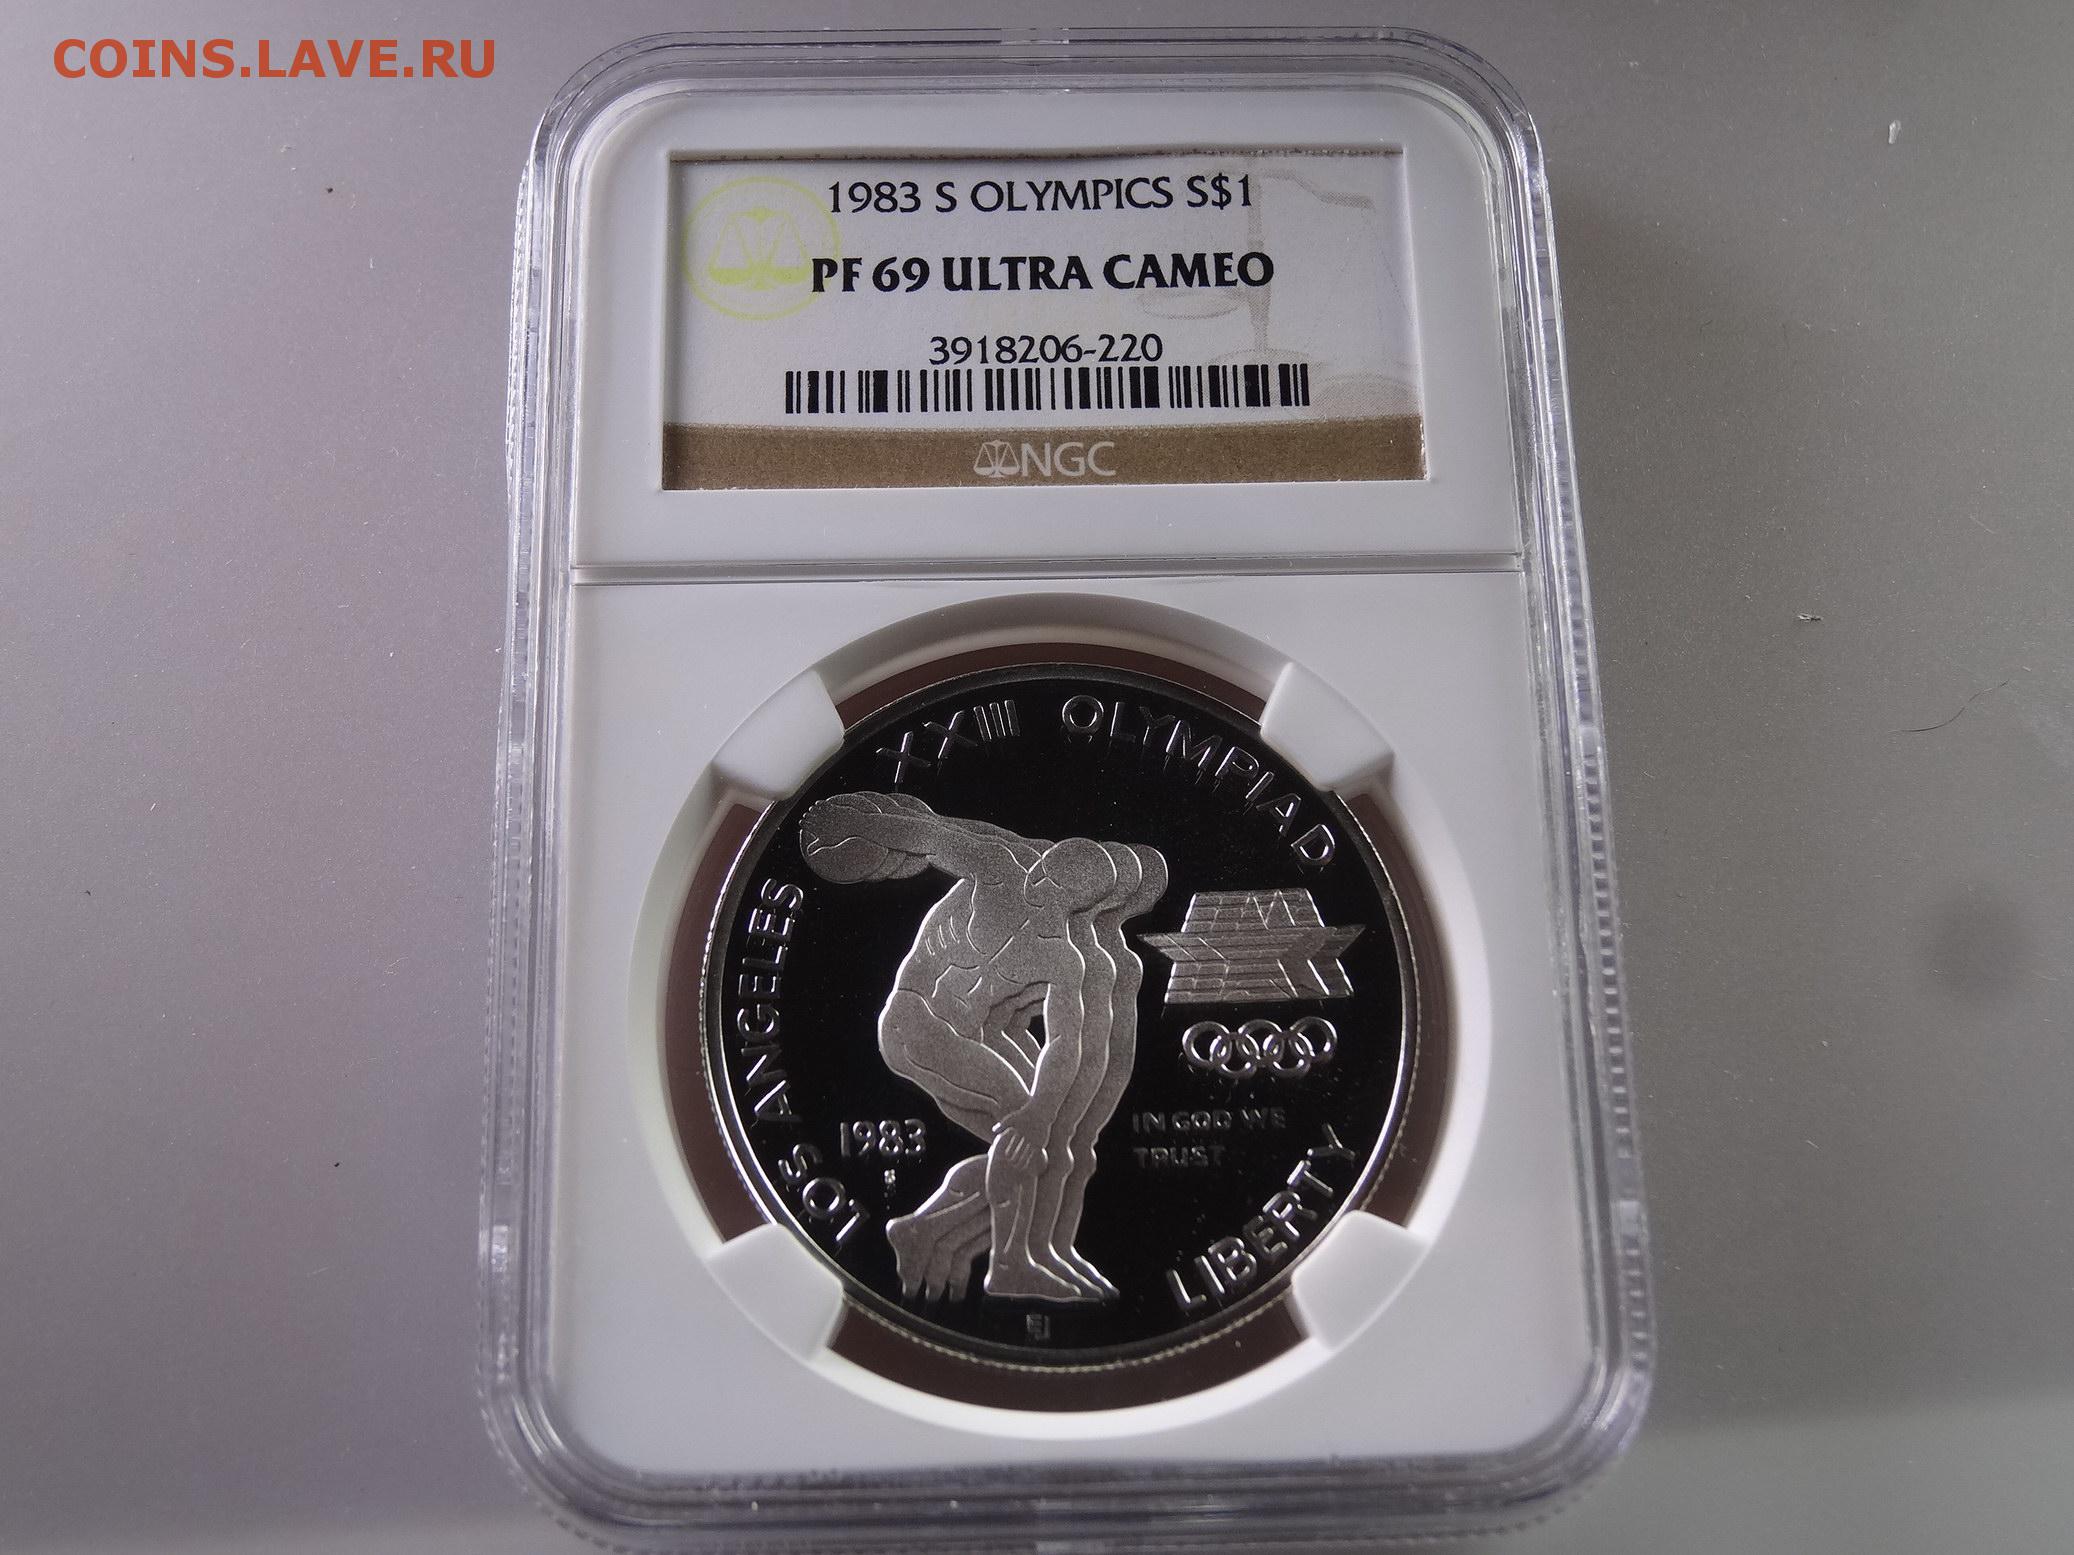 COINS.LAVE.RU
1983 S OLYMPICS S$1
PF 69 ULTRA CAMEO
3918206-220
NGC
XXIII OLYMPIAD
LOS ANGELES
1983
S
IN GOD WE
TRUST
LIBERTY